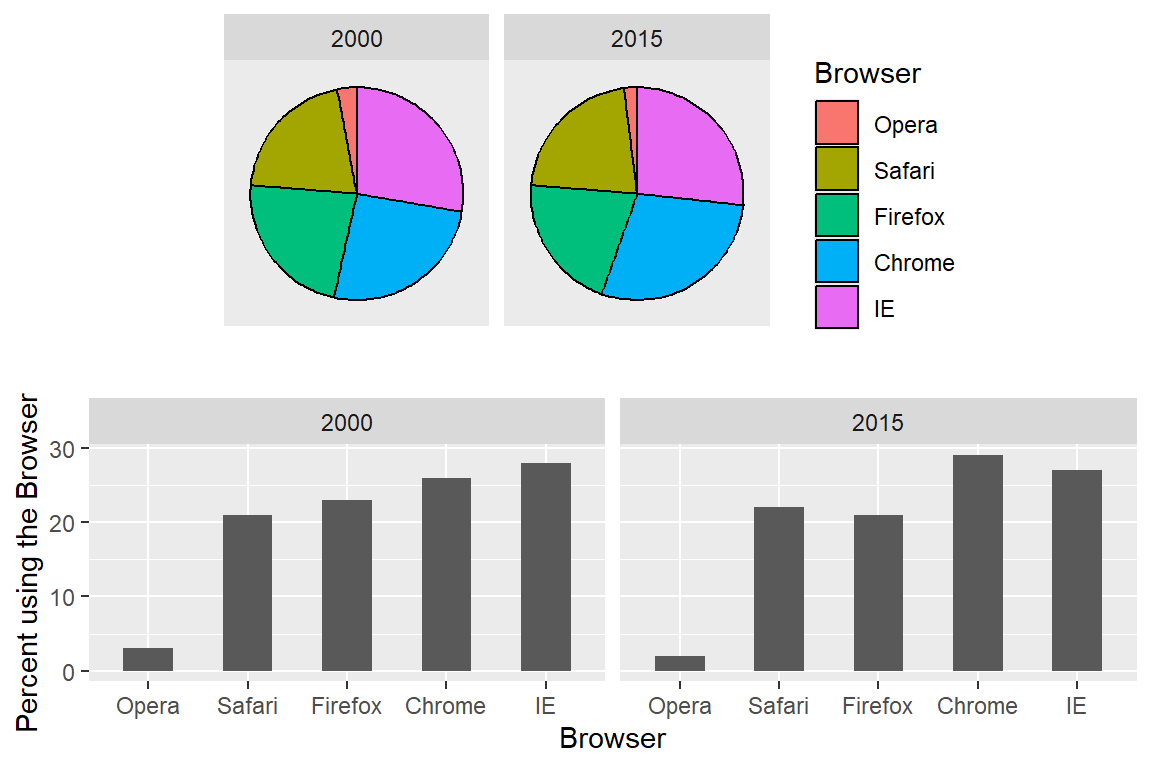 2000
2015
Browser
Opera
Safari
Firefox
Chrome
IE
Percent using the Browser
2000
2015
30
20
10
0
Opera Safari Firefox Chrome IE
Opera Safari Firefox Chrome IE
Browser